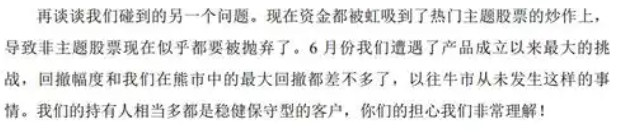 再谈谈我们碰到的另一个问题。现在资金都被虹吸到了热门主题股票的炒作上，
导致非主题股票现在似乎都要被抛弃了。6 月份我们遭遇了产品成立以来最大的挑
战，回撤幅度和我们在熊市中的最大回撤都差不多了，以往牛市从未发生这样的事
情。我们的持有人相当多都是稳健保守型的客户，你们的担心我们非常理解！